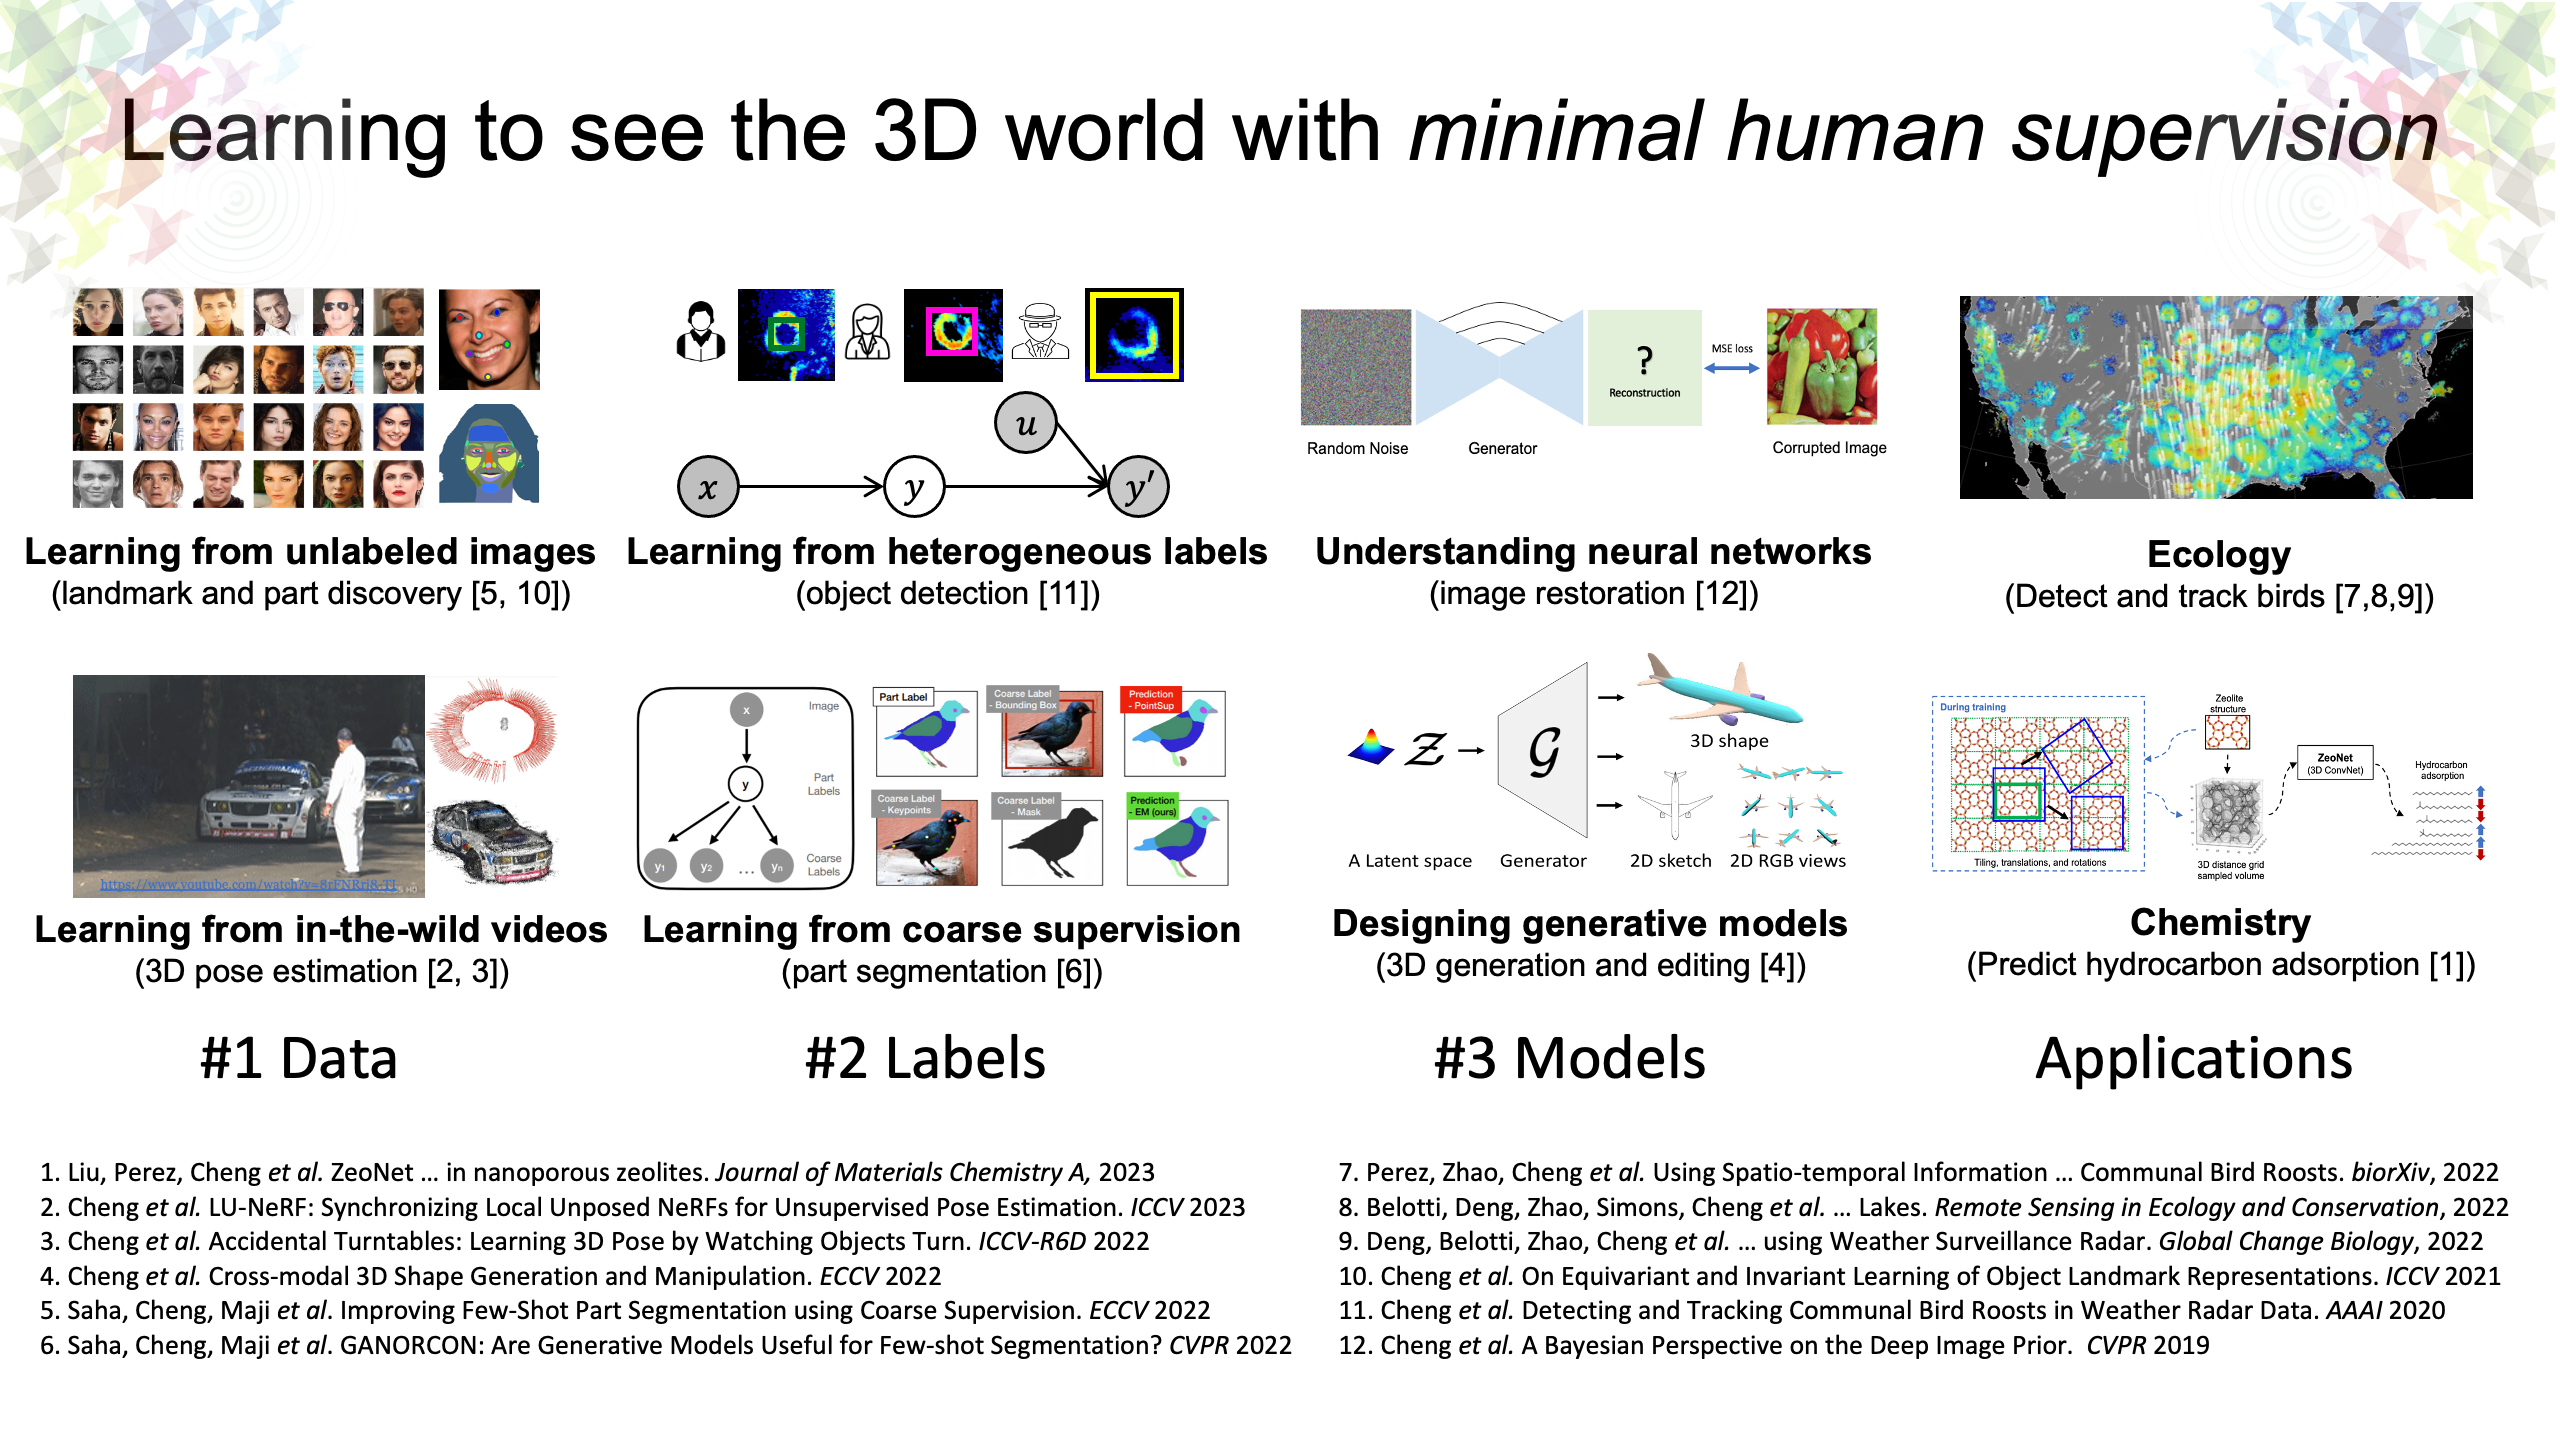 Learning to see the 3D world with minimal human supervision
u
x
y
y′
Learning from unlabeled images
(landmark and part discovery [5, 10])
Learning from heterogeneous labels
(object detection [11])
?
Reconstruction
MSE loss
Random Noise
Generator
Corrupted Image
Understanding neural networks
(image restoration [12])
Ecology
(Detect and track birds [7,8,9])
Learning from in-the-wild videos
(3D pose estimation [2, 3])
x
Image
y
Part
Labels
y1
y2
...
yn
Coarse
Labels
Part Label
Coarse Label
- Bounding Box
Prediction
- PointSup
Coarse Label
- Keypoints
Coarse Label
- Mask
Prediction
- EM (ours)
Learning from coarse supervision
(part segmentation [6])
Z
G
3D shape
A Latent space
Generator
2D sketch
2D RGB views
Designing generative models
(3D generation and editing [4])
During training
Tiling, translations, and rotations
Zeolite
structure
3D distance grid
sampled volume
ZeoNet
(3D ConvNet)
Hydrocarbon
adsorption
Chemistry
(Predict hydrocarbon adsorption [1])
#1 Data
#2 Labels
#3 Models
Applications
1. Liu, Perez, Cheng et al. ZeoNet ... in nanoporous zeolites. Journal of Materials Chemistry A, 2023
2. Cheng et al. LU-NeRF: Synchronizing Local Unposed NeRFs for Unsupervised Pose Estimation. ICCV 2023
3. Cheng et al. Accidental Turntables: Learning 3D Pose by Watching Objects Turn. ICCV-R6D 2022
4. Cheng et al. Cross-modal 3D Shape Generation and Manipulation. ECCV 2022
5. Saha, Cheng, Maji et al. Improving Few-Shot Part Segmentation using Coarse Supervision. ECCV 2022
6. Saha, Cheng, Maji et al. GANORCON: Are Generative Models Useful for Few-shot Segmentation? CVPR 2022
7. Perez, Zhao, Cheng et al. Using Spatio-temporal Information ... Communal Bird Roosts. biorXiv, 2022
8. Belotti, Deng, Zhao, Simons, Cheng et al. ... Lakes. Remote Sensing in Ecology and Conservation, 2022
9. Deng, Belotti, Zhao, Cheng et al. ... using Weather Surveillance Radar. Global Change Biology, 2022
10. Cheng et al. On Equivariant and Invariant Learning of Object Landmark Representations. ICCV 2021
11. Cheng et al. Detecting and Tracking Communal Bird Roosts in Weather Radar Data. AAAI 2020
12. Cheng et al. A Bayesian Perspective on the Deep Image Prior. CVPR 2019